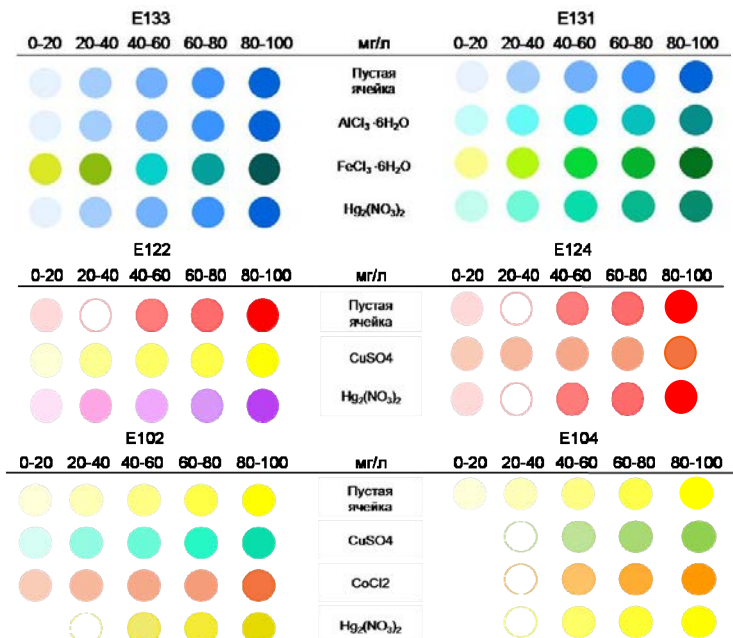 E133 E131
0-20 20-40 40-60 60-80 80-100 мг/л 0-20 20-40 40-60 60-80 80-100
Пустая
ячейка
AlCl₃ ·6H₂O
FeCl₃ ·6H₂O
Hg₂(NO₃)₂
E122 E124
0-20 20-40 40-60 60-80 80-100 мг/л 0-20 20-40 40-60 60-80 80-100
Пустая
ячейка
CuSO4
Hg₂(NO₃)₂
E102 E104
0-20 20-40 40-60 60-80 80-100 мг/л 0-20 20-40 40-60 60-80 80-100
Пустая
ячейка
CuSO4
CoCl2
Hg₂(NO₃)₂